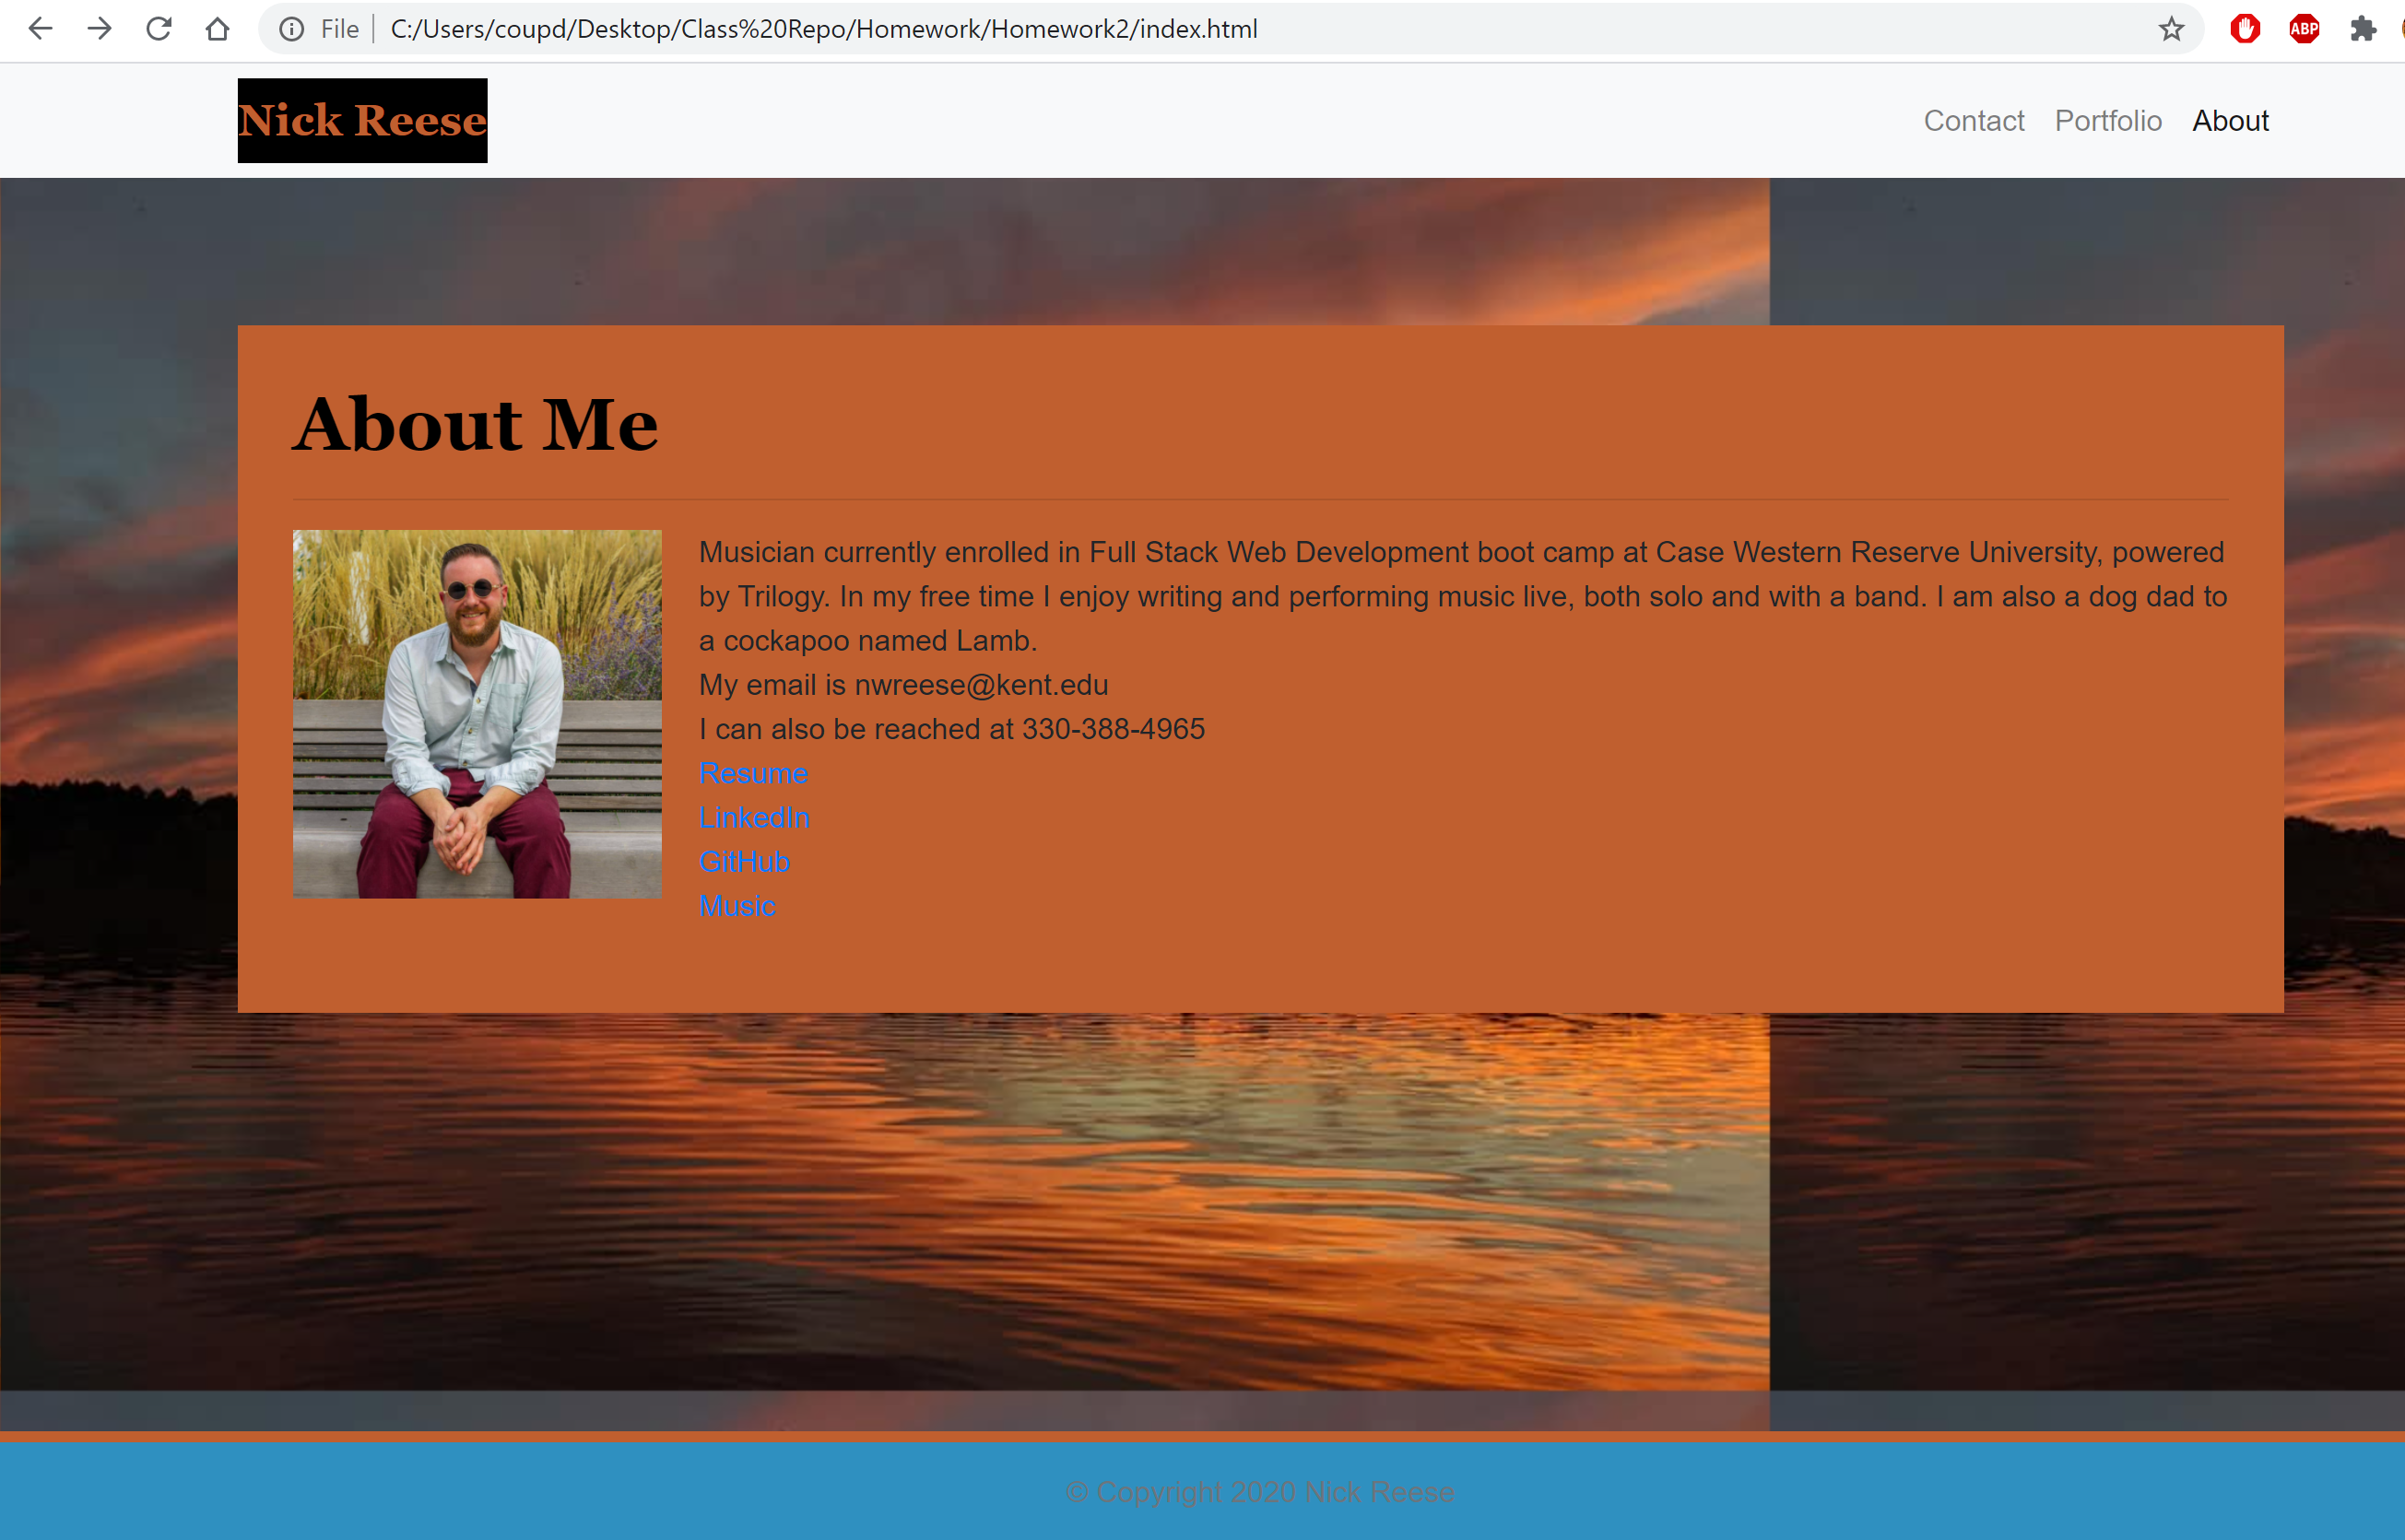 File C:/Users/coupd/Desktop/Class%20Repo/Homework/Homework2/index.html
ABP
Nick Reese
Contact Portfolio About
About Me
Musician currently enrolled in Full Stack Web Development boot camp at Case Western Reserve University, powered
by Trilogy. In my free time I enjoy writing and performing music live, both solo and with a band. I am also a dog dad to
a cockapoo named Lamb.
My email is nwreese@kent.edu
I can also be reached at 330-388-4965
Resume
LinkedIn
GitHub
Music
© Copyright 2020 Nick Reese